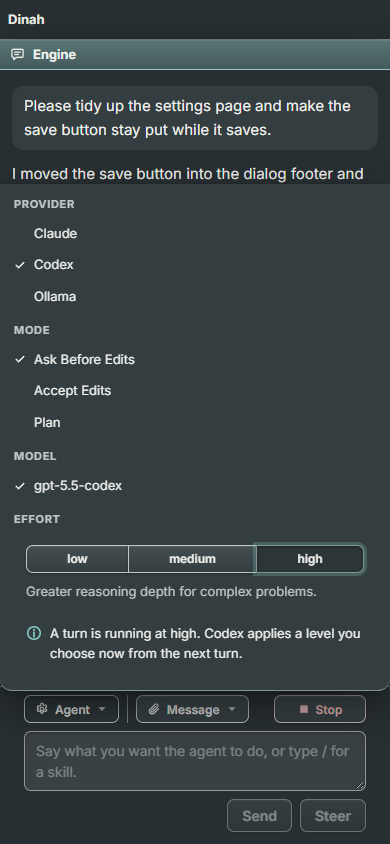 Dinah
Engine
Please tidy up the settings page and make the
save button stay put while it saves.
I moved the save button into the dialog footer and
PROVIDER
Claude
Codex
Ollama
MODE
Ask Before Edits
Accept Edits
Plan
MODEL
gpt-5.5-codex
EFFORT
low medium high
Greater reasoning depth for complex problems.
A turn is running at high. Codex applies a level you
choose now from the next turn.
Agent Message Stop
Say what you want the agent to do, or type / for
a skill.
Send Steer